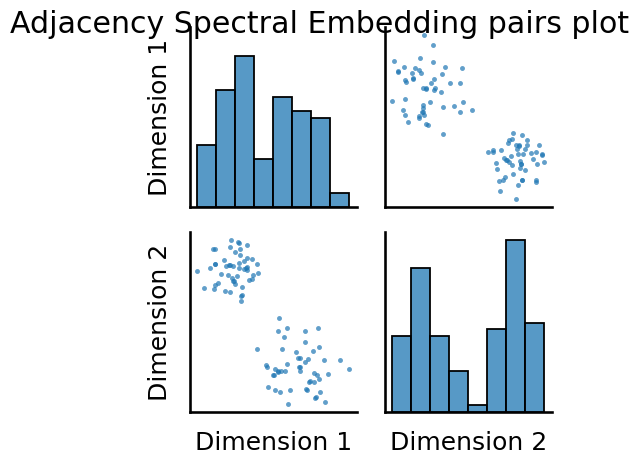 Adjacency Spectral Embedding pairs plot
Dimension 1
Dimension 2
Dimension 1
Dimension 2